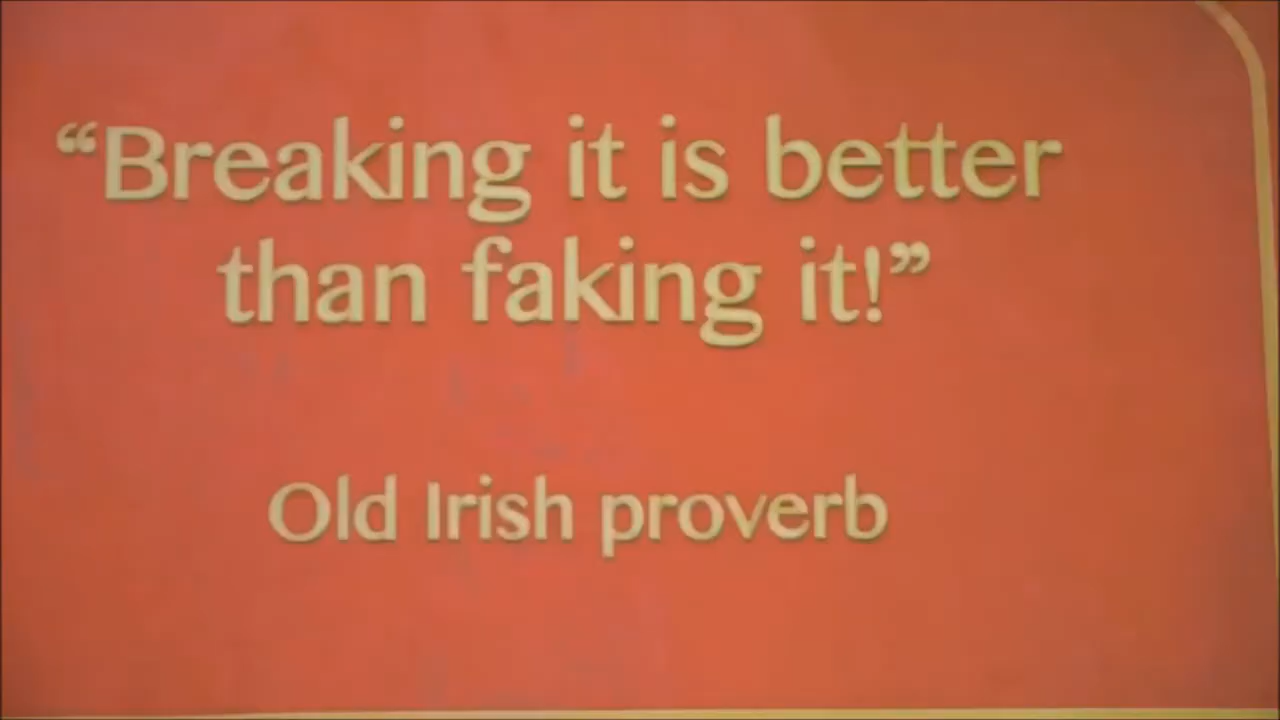 “Breaking it is better
than faking it!”
Old Irish proverb